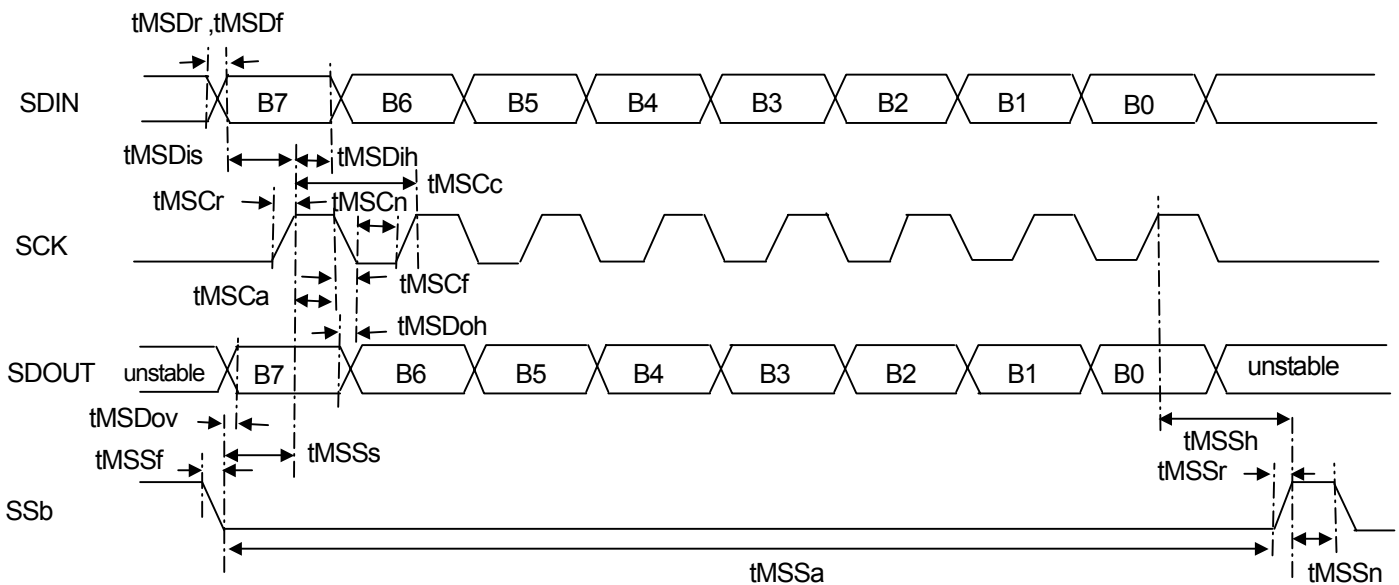 tMSDr ,tMSDf
SDIN B7 B6 B5 B4 B3 B2 B1 B0
tMSDis tMSDih
tMSCc
tMSCr tMSCn
SCK
tMSCf
tMSCa
tMSDoh
SDOUT unstable B7 B6 B5 B4 B3 B2 B1 B0 unstable
tMSDov
tMSSf tMSSs tMSSh
tMSSr
SSb
tMSSa tMSSn